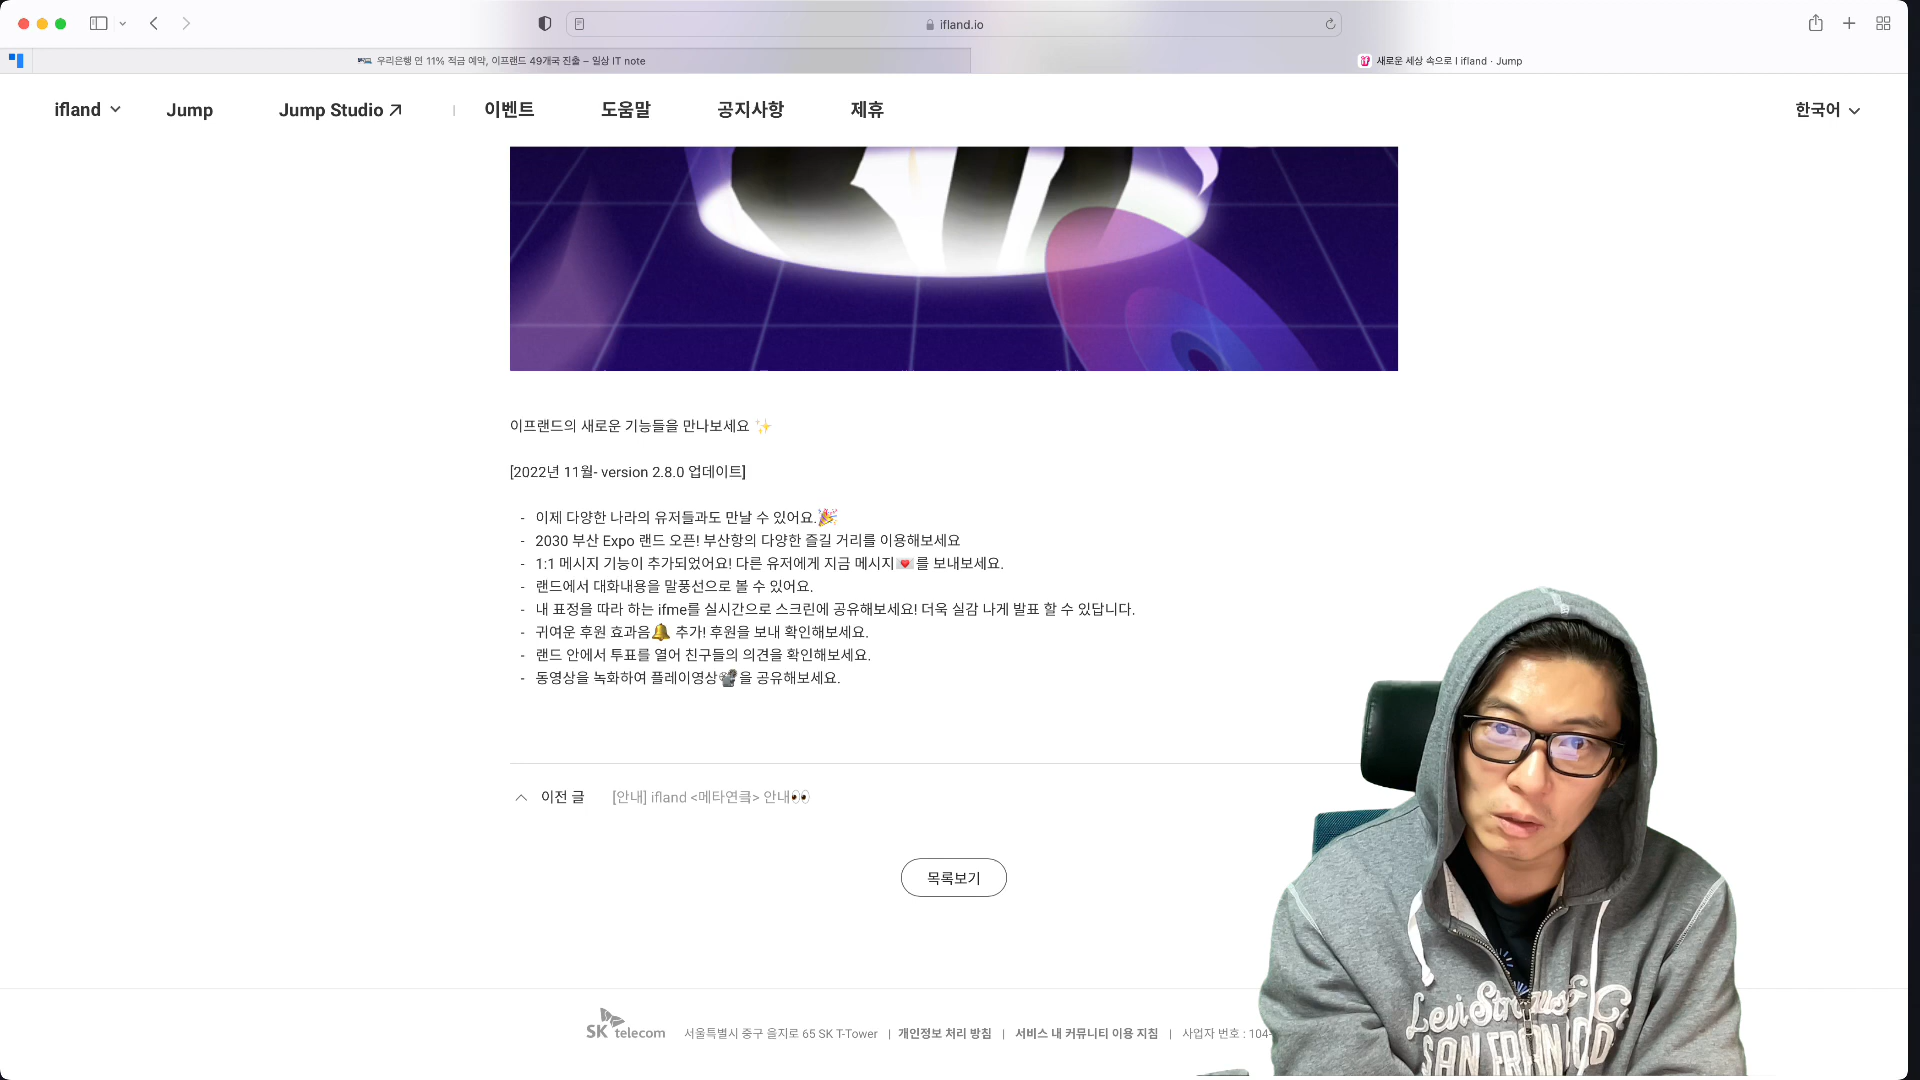 ifland.io
우리은행 연 11% 적금 예약, 이프랜드 49개국 진출 – 일상 IT note
새로운 세상 속으로 I ifland · Jump
ifland Jump Jump Studio ↗ | 이벤트 도움말 공지사항 제휴 한국어
이프랜드의 새로운 기능들을 만나보세요 ✨
[2022년 11월- version 2.8.0 업데이트]
- 이제 다양한 나라의 유저들과도 만날 수 있어요.🎉
- 2030 부산 Expo 랜드 오픈! 부산항의 다양한 즐길 거리를 이용해보세요
- 1:1 메시지 기능이 추가되었어요! 다른 유저에게 지금 메시지💌를 보내보세요.
- 랜드에서 대화내용을 말풍선으로 볼 수 있어요.
- 내 표정을 따라 하는 ifme를 실시간으로 스크린에 공유해보세요! 더욱 실감 나게 발표 할 수 있답니다.
- 귀여운 후원 효과음🔔 추가! 후원을 보내 확인해보세요.
- 랜드 안에서 투표를 열어 친구들의 의견을 확인해보세요.
- 동영상을 녹화하여 플레이영상📽을 공유해보세요.
이전 글 [안내] ifland <메타연극> 안내👀
목록보기
SK telecom 서울특별시 중구 을지로 65 SK T-Tower | 개인정보 처리 방침 | 서비스 내 커뮤니티 이용 지침 | 사업자 번호 : 104-
Levi Strauss & Co
SAN FRANCISCO